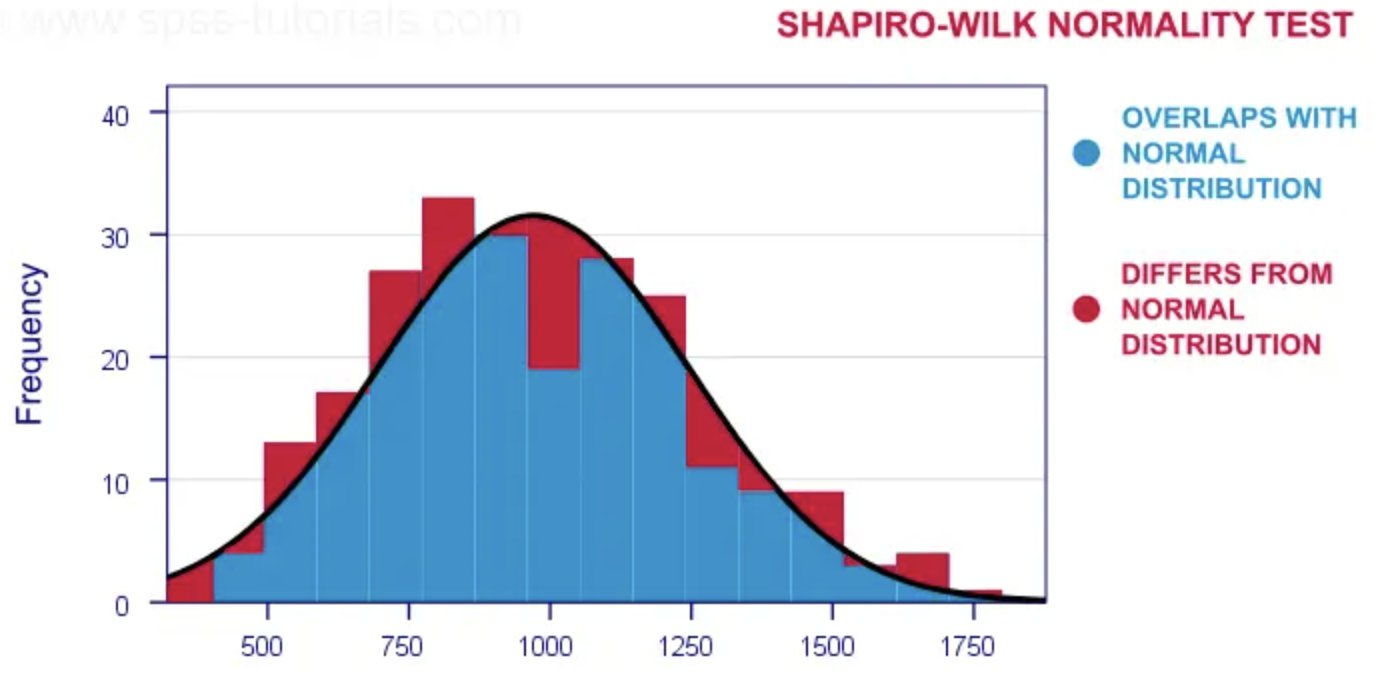 www.spss-tutorials.com
SHAPIRO-WILK NORMALITY TEST
40
30
20
10
0
Frequency
500
750
1000
1250
1500
1750
OVERLAPS WITH
NORMAL
DISTRIBUTION
DIFFERS FROM
NORMAL
DISTRIBUTION